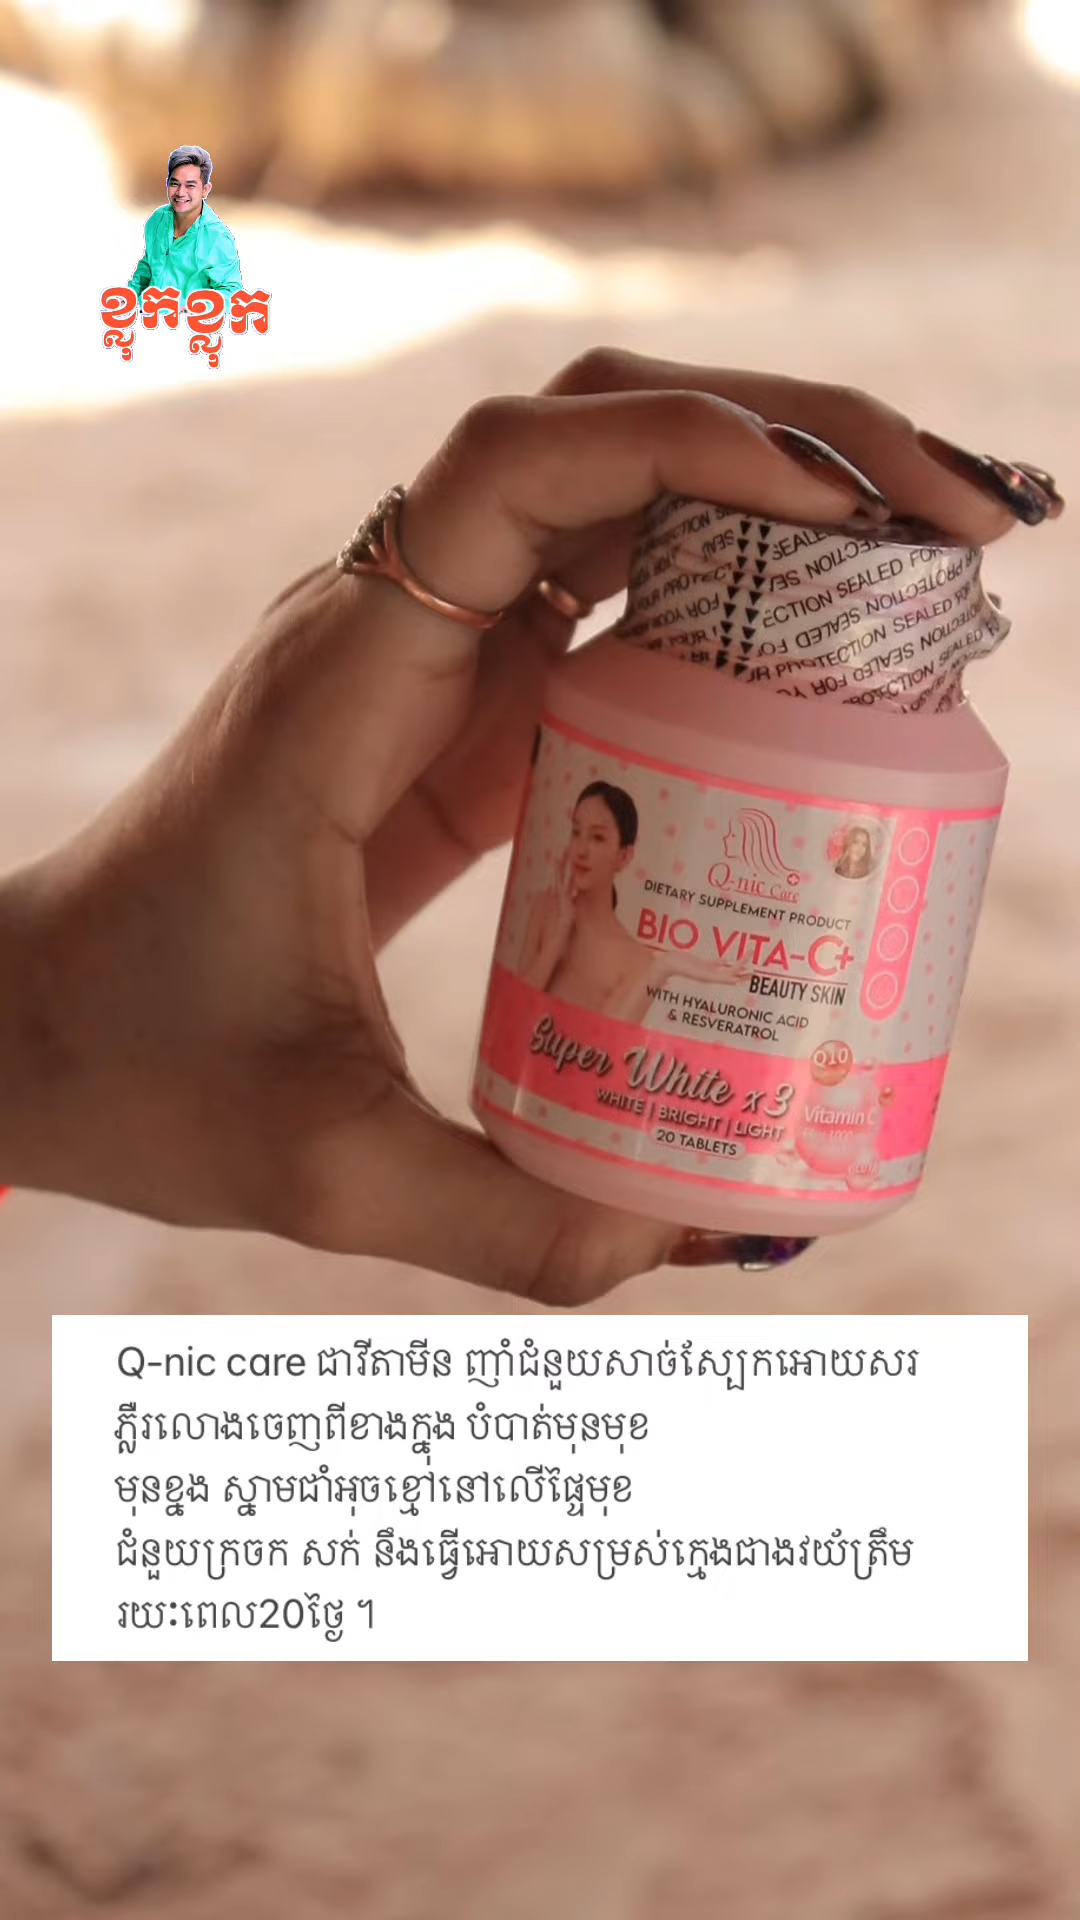 ខ្លុកខ្លុក
SEALED FOR YOUR PROTECTION
Q-nic Care
DIETARY SUPPLEMENT PRODUCT
BIO VITA-C+
BEAUTY SKIN
WITH HYALURONIC ACID
& RESVERATROL
Super White x3
WHITE | BRIGHT | LIGHT
20 TABLETS
Q10
Vitamin C
Q-nic care ជាវីតាមីន ញ៉ាំជំនួយសាច់ស្បែកអោយស
ភ្លឺរលោងចេញពីខាងក្នុង បំបាត់មុនមុខ
មុនខ្នង ស្នាមជាំអុចខ្មៅនៅលើផ្ទៃមុខ
ជំនួយក្រចក សក់ នឹងធ្វើអោយសម្រស់ក្មេងជាងវយ័ត្រឹម
រយះពេល20ថ្ងៃ ។